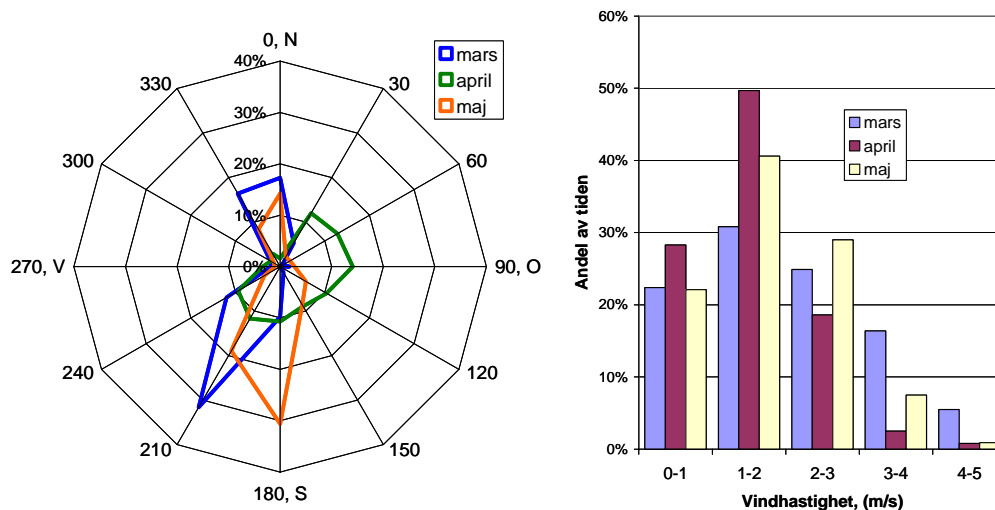 0, N
40%
30%
20%
10%
0%
30
60
90, O
120
150
180, S
210
240
270, V
300
330
mars
april
maj
60%
50%
40%
30%
20%
10%
0%
Andel av tiden
mars
april
maj
0-1 1-2 2-3 3-4 4-5
Vindhastighet, (m/s)